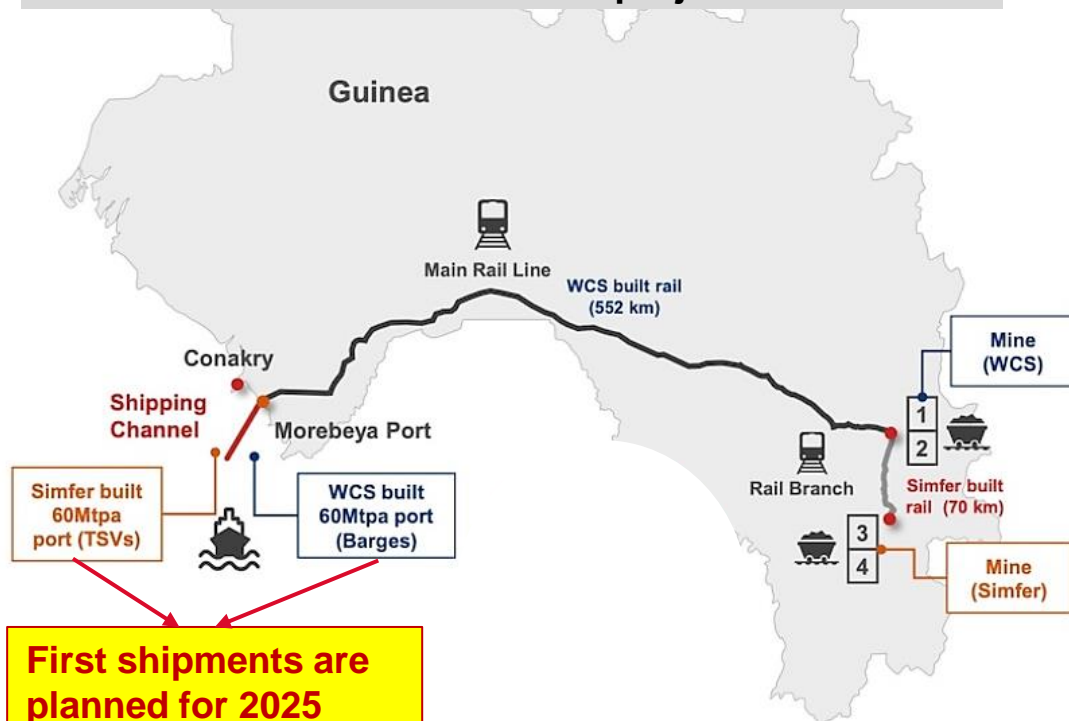 Guinea
Main Rail Line
WCS built rail
(552 km)
Mine
(WCS)
Conakry
Shipping
Channel
Morebeya Port
1
2
Rail Branch
Simfer built
rail (70 km)
Simfer built
60Mtpa
port (TSVs)
WCS built
60Mtpa port
(Barges)
3
4
Mine
(Simfer)
First shipments are
planned for 2025